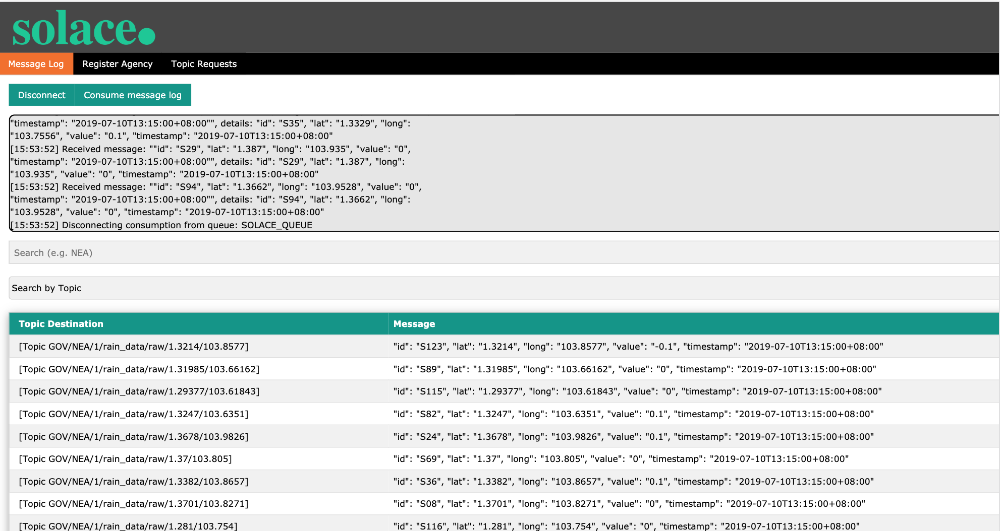 solace.
Message Log Register Agency Topic Requests
Disconnect Consume message log
"timestamp": "2019-07-10T13:15:00+08:00"", details: "id": "S35", "lat": "1.3329", "long":
"103.7556", "value": "0.1", "timestamp": "2019-07-10T13:15:00+08:00"
[15:53:52] Received message: ""id": "S29", "lat": "1.387", "long": "103.935", "value": "0",
"timestamp": "2019-07-10T13:15:00+08:00"", details: "id": "S29", "lat": "1.387", "long":
"103.935", "value": "0", "timestamp": "2019-07-10T13:15:00+08:00"
[15:53:52] Received message: ""id": "S94", "lat": "1.3662", "long": "103.9528", "value": "0",
"timestamp": "2019-07-10T13:15:00+08:00"", details: "id": "S94", "lat": "1.3662", "long":
"103.9528", "value": "0", "timestamp": "2019-07-10T13:15:00+08:00"
[15:53:52] Disconnecting consumption from queue: SOLACE_QUEUE
Search (e.g. NEA)
Search by Topic
Topic Destination Message
[Topic GOV/NEA/1/rain_data/raw/1.3214/103.8577] "id": "S123", "lat": "1.3214", "long": "103.8577", "value": "-0.1", "timestamp": "2019-07-10T13:15:00+08:00"
[Topic GOV/NEA/1/rain_data/raw/1.31985/103.66162] "id": "S89", "lat": "1.31985", "long": "103.66162", "value": "0", "timestamp": "2019-07-10T13:15:00+08:00"
[Topic GOV/NEA/1/rain_data/raw/1.29377/103.61843] "id": "S115", "lat": "1.29377", "long": "103.61843", "value": "0", "timestamp": "2019-07-10T13:15:00+08:00"
[Topic GOV/NEA/1/rain_data/raw/1.3247/103.6351] "id": "S82", "lat": "1.3247", "long": "103.6351", "value": "0.1", "timestamp": "2019-07-10T13:15:00+08:00"
[Topic GOV/NEA/1/rain_data/raw/1.3678/103.9826] "id": "S24", "lat": "1.3678", "long": "103.9826", "value": "0.1", "timestamp": "2019-07-10T13:15:00+08:00"
[Topic GOV/NEA/1/rain_data/raw/1.37/103.805] "id": "S69", "lat": "1.37", "long": "103.805", "value": "0", "timestamp": "2019-07-10T13:15:00+08:00"
[Topic GOV/NEA/1/rain_data/raw/1.3382/103.8657] "id": "S36", "lat": "1.3382", "long": "103.8657", "value": "0.1", "timestamp": "2019-07-10T13:15:00+08:00"
[Topic GOV/NEA/1/rain_data/raw/1.3701/103.8271] "id": "S08", "lat": "1.3701", "long": "103.8271", "value": "0", "timestamp": "2019-07-10T13:15:00+08:00"
[Topic GOV/NEA/1/rain_data/raw/1.281/103.754] "id": "S116", "lat": "1.281", "long": "103.754", "value": "0", "timestamp": "2019-07-10T13:15:00+08:00"